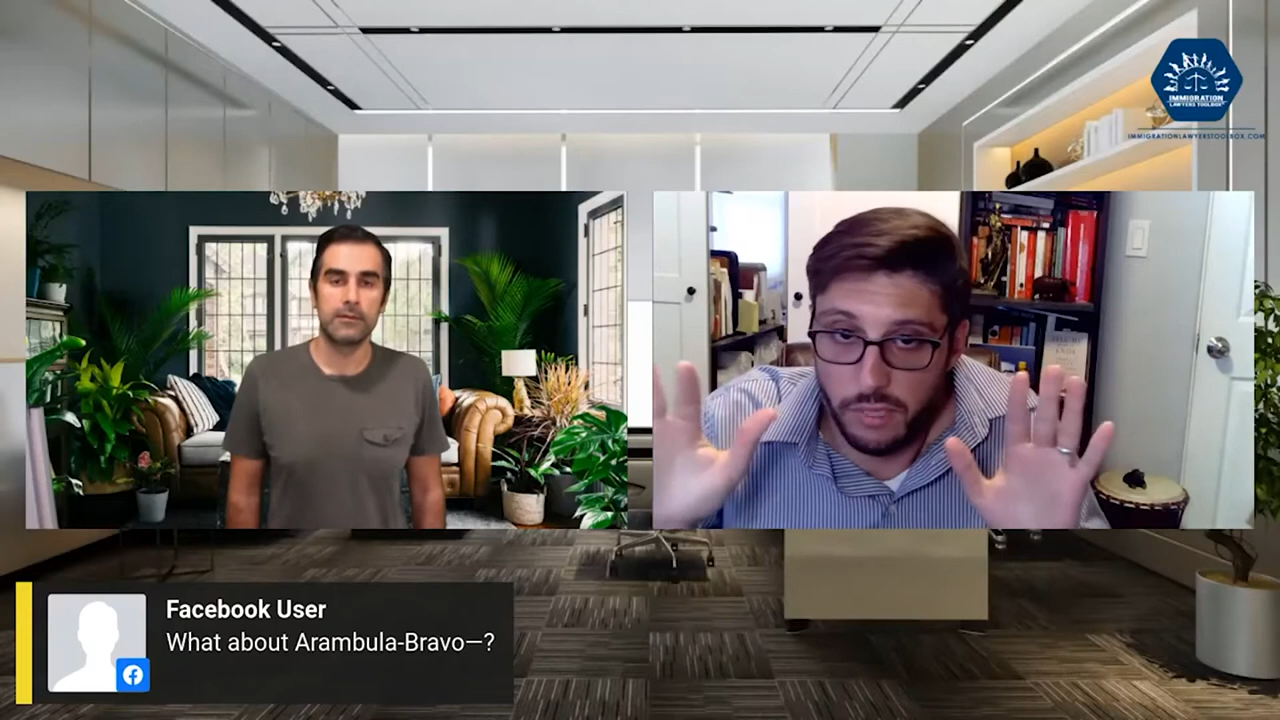 IMMIGRATION
LAWYERS TOOLBOX
IMMIGRATIONLAWYERSTOOLBOX.COM
Facebook User
What about Arambula-Bravo—?